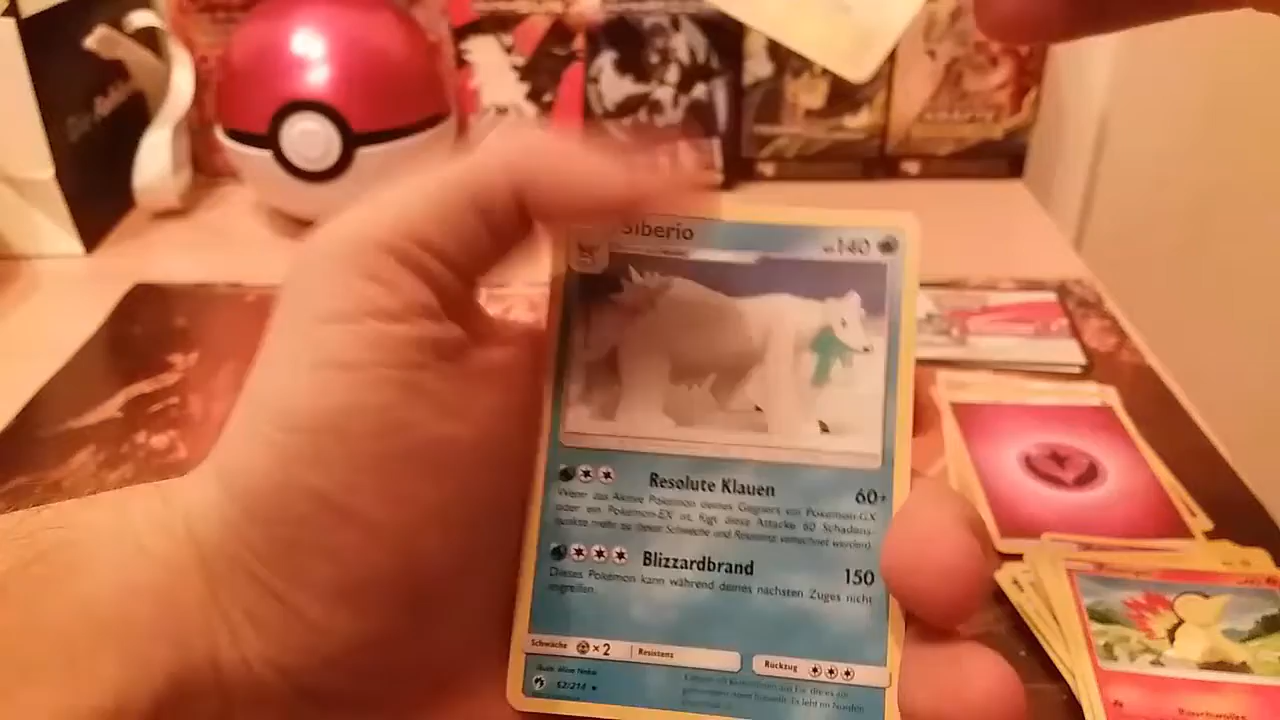 Siberio
140
Resolute Klauen 60+
Wenn das Aktive Pokémon deines Gegners ein Pokémon-GX
oder ein Pokémon-EX ist, fügt diese Attacke 60 Schadens-
punkte mehr zu (bevor Schwäche und Resistenz verrechnet werden).
Blizzardbrand 150
Dieses Pokémon kann während deines nächsten Zuges nicht
angreifen.
Schwäche ×2 Resistenz Rückzug
52/214